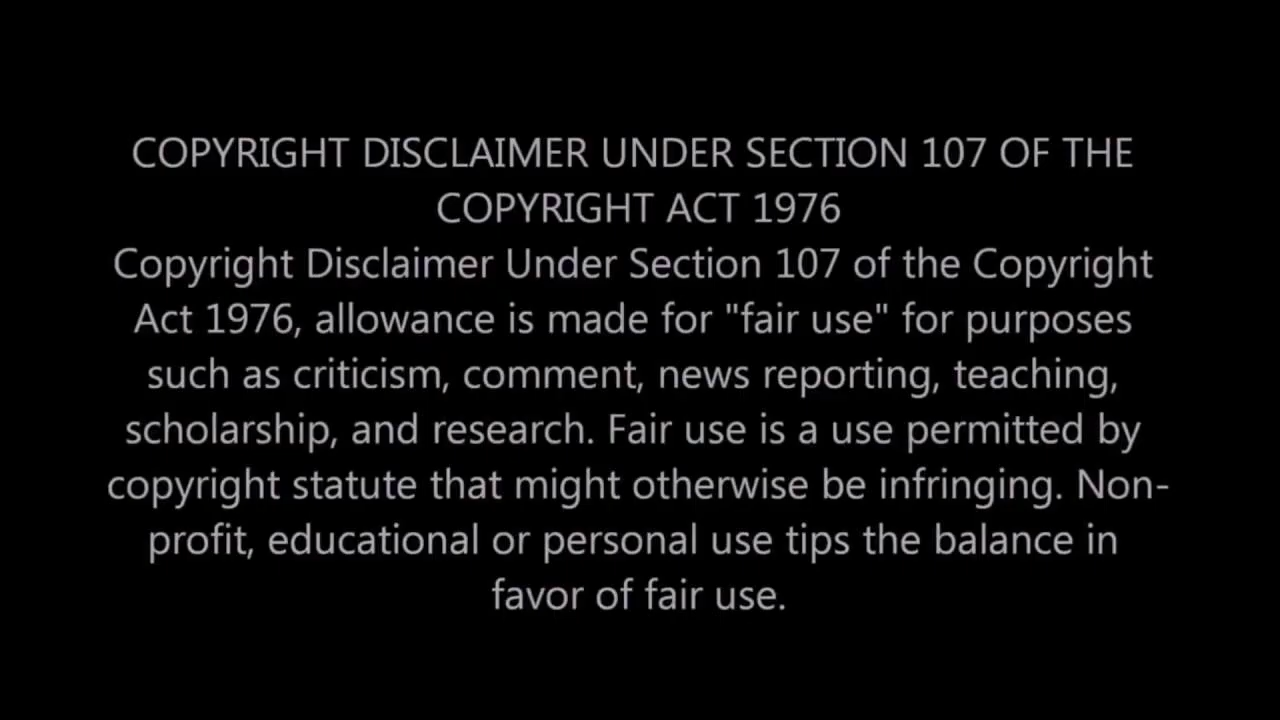 COPYRIGHT DISCLAIMER UNDER SECTION 107 OF THE
COPYRIGHT ACT 1976
Copyright Disclaimer Under Section 107 of the Copyright
Act 1976, allowance is made for "fair use" for purposes
such as criticism, comment, news reporting, teaching,
scholarship, and research. Fair use is a use permitted by
copyright statute that might otherwise be infringing. Non-
profit, educational or personal use tips the balance in
favor of fair use.